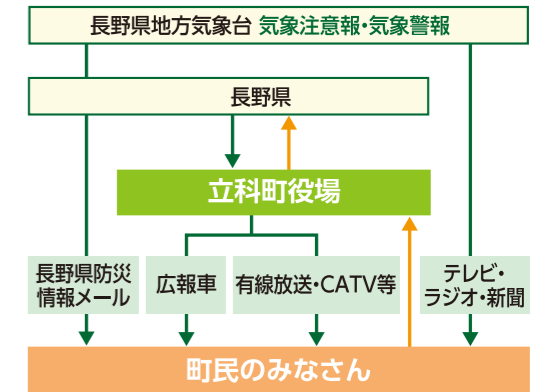 長野県地方気象台 気象注意報・気象警報
長野県
立科町役場
長野県防災
情報メール
広報車
有線放送・CATV等
テレビ・
ラジオ・新聞
町民のみなさん